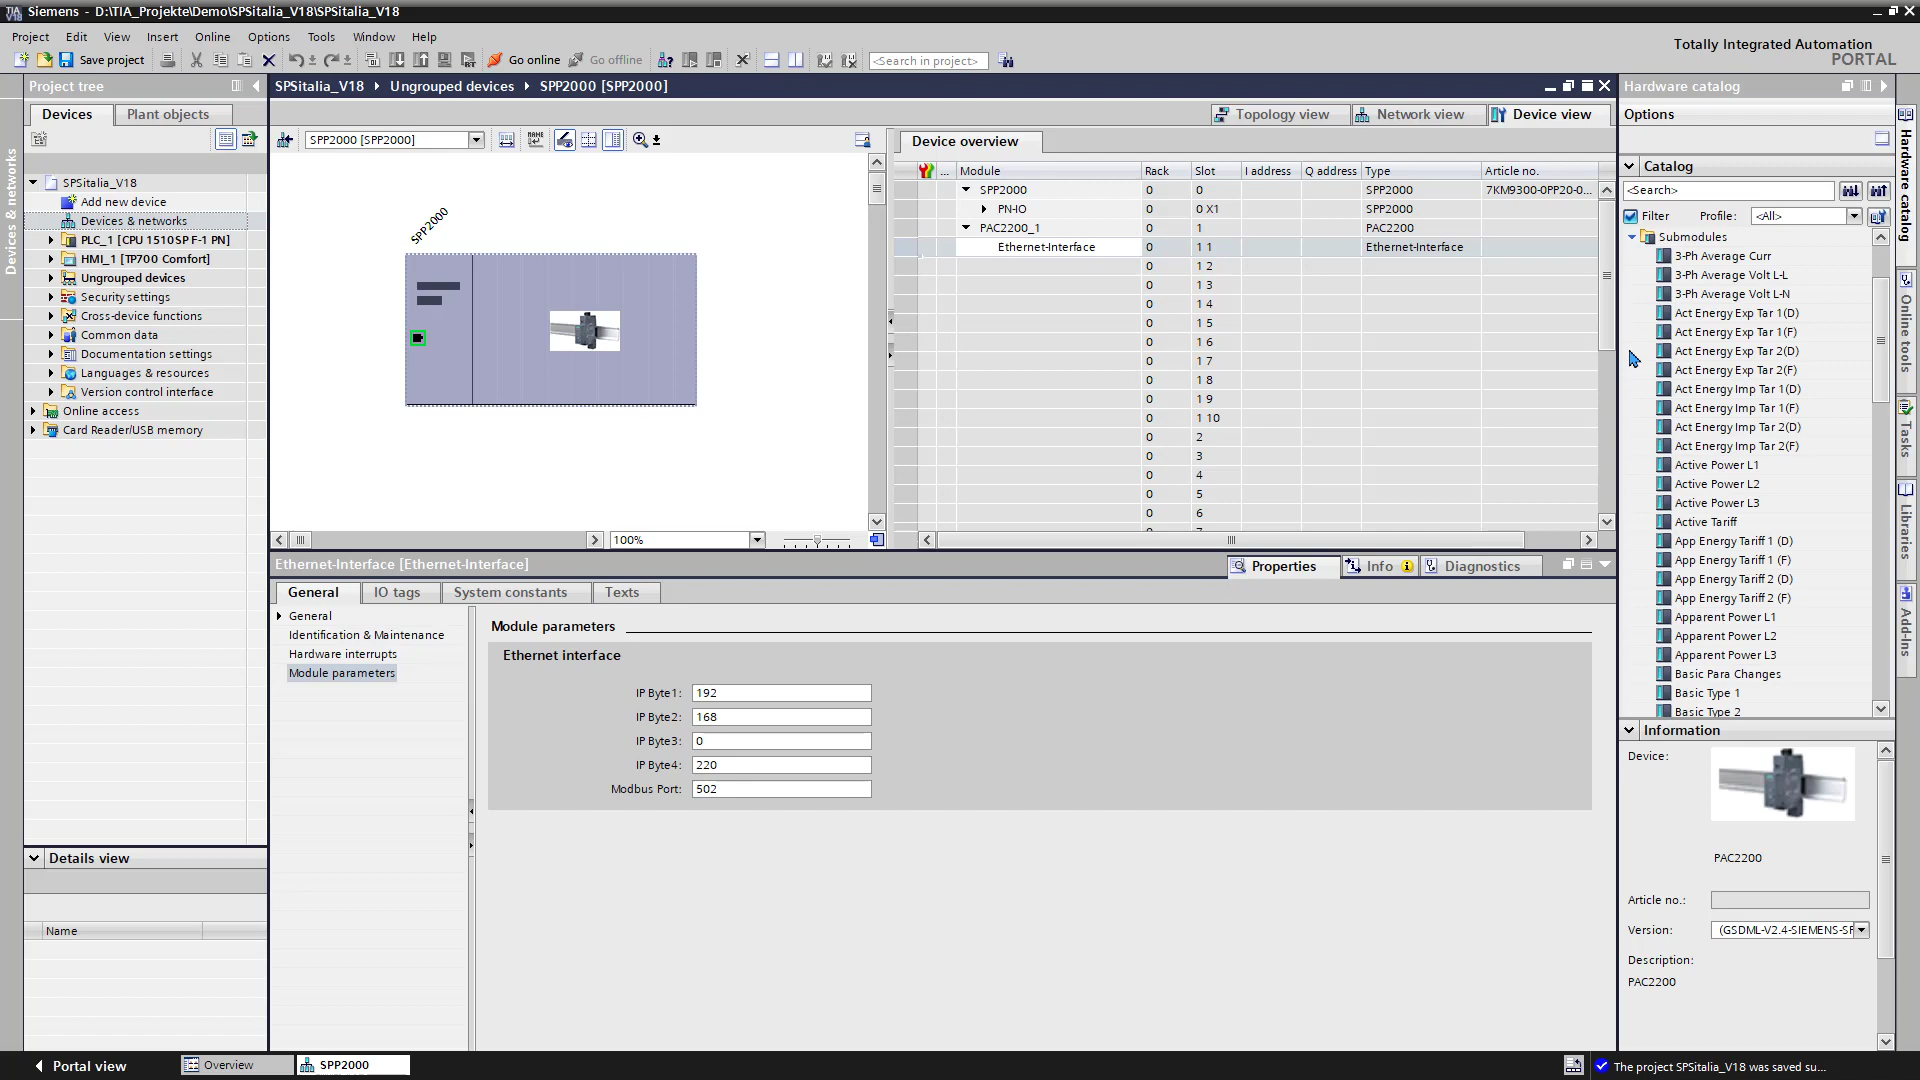 Siemens - D:\TIA_Projekte\Demo\SPSitalia_V18\SPSitalia_V18
Project Edit View Insert Online Options Tools Window Help
Totally Integrated Automation
PORTAL
Save project
Go online
Go offline
<Search in project>
Project tree
Devices
Plant objects
Devices & networks
SPSitalia_V18
Add new device
Devices & networks
PLC_1 [CPU 1510SP F-1 PN]
HMI_1 [TP700 Comfort]
Ungrouped devices
Security settings
Cross-device functions
Common data
Documentation settings
Languages & resources
Version control interface
Online access
Card Reader/USB memory
Details view
Name
SPSitalia_V18 Ungrouped devices SPP2000 [SPP2000]
Topology view Network view Device view
SPP2000 [SPP2000]
SPP2000
100%
Device overview
... Module Rack Slot I address Q address Type Article no.
SPP2000 0 0 SPP2000 7KM9300-0PP20-0...
PN-IO 0 0 X1 SPP2000
PAC2200_1 0 1 PAC2200
Ethernet-Interface 0 1 1 Ethernet-Interface
0 1 2
0 1 3
0 1 4
0 1 5
0 1 6
0 1 7
0 1 8
0 1 9
0 1 10
0 2
0 3
0 4
0 5
0 6
Ethernet-Interface [Ethernet-Interface]
Properties Info Diagnostics
General IO tags System constants Texts
General
Identification & Maintenance
Hardware interrupts
Module parameters
Module parameters
Ethernet interface
IP Byte1: 192
IP Byte2: 168
IP Byte3: 0
IP Byte4: 220
Modbus Port: 502
Hardware catalog
Options
Catalog
<Search>
Filter Profile: <All>
Submodules
3-Ph Average Curr
3-Ph Average Volt L-L
3-Ph Average Volt L-N
Act Energy Exp Tar 1(D)
Act Energy Exp Tar 1(F)
Act Energy Exp Tar 2(D)
Act Energy Exp Tar 2(F)
Act Energy Imp Tar 1(D)
Act Energy Imp Tar 1(F)
Act Energy Imp Tar 2(D)
Act Energy Imp Tar 2(F)
Active Power L1
Active Power L2
Active Power L3
Active Tariff
App Energy Tariff 1 (D)
App Energy Tariff 1 (F)
App Energy Tariff 2 (D)
App Energy Tariff 2 (F)
Apparent Power L1
Apparent Power L2
Apparent Power L3
Basic Para Changes
Basic Type 1
Basic Type 2
Information
Device:
PAC2200
Article no.:
Version: (GSDML-V2.4-SIEMENS-SF
Description:
PAC2200
Hardware catalog
Online tools
Tasks
Libraries
Add-Ins
Portal view
Overview
SPP2000
The project SPSitalia_V18 was saved su...